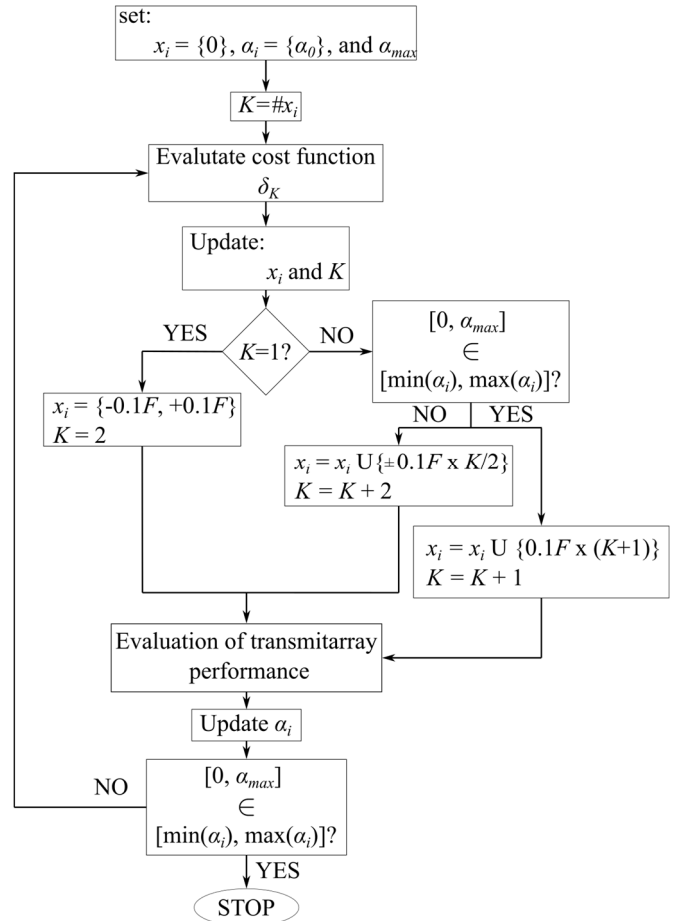 set:
x_i = {0}, α_i = {α_0}, and α_max
K=#x_i
Evalutate cost function
δ_K
Update:
x_i and K
YES
K=1?
NO
[0, α_max]
∈
[min(α_i), max(α_i)]?
x_i = {-0.1F, +0.1F}
K = 2
NO
YES
x_i = x_i U{±0.1F x K/2}
K = K + 2
x_i = x_i U {0.1F x (K+1)}
K = K + 1
Evaluation of transmitarray
performance
Update α_i
NO
[0, α_max]
∈
[min(α_i), max(α_i)]?
YES
STOP